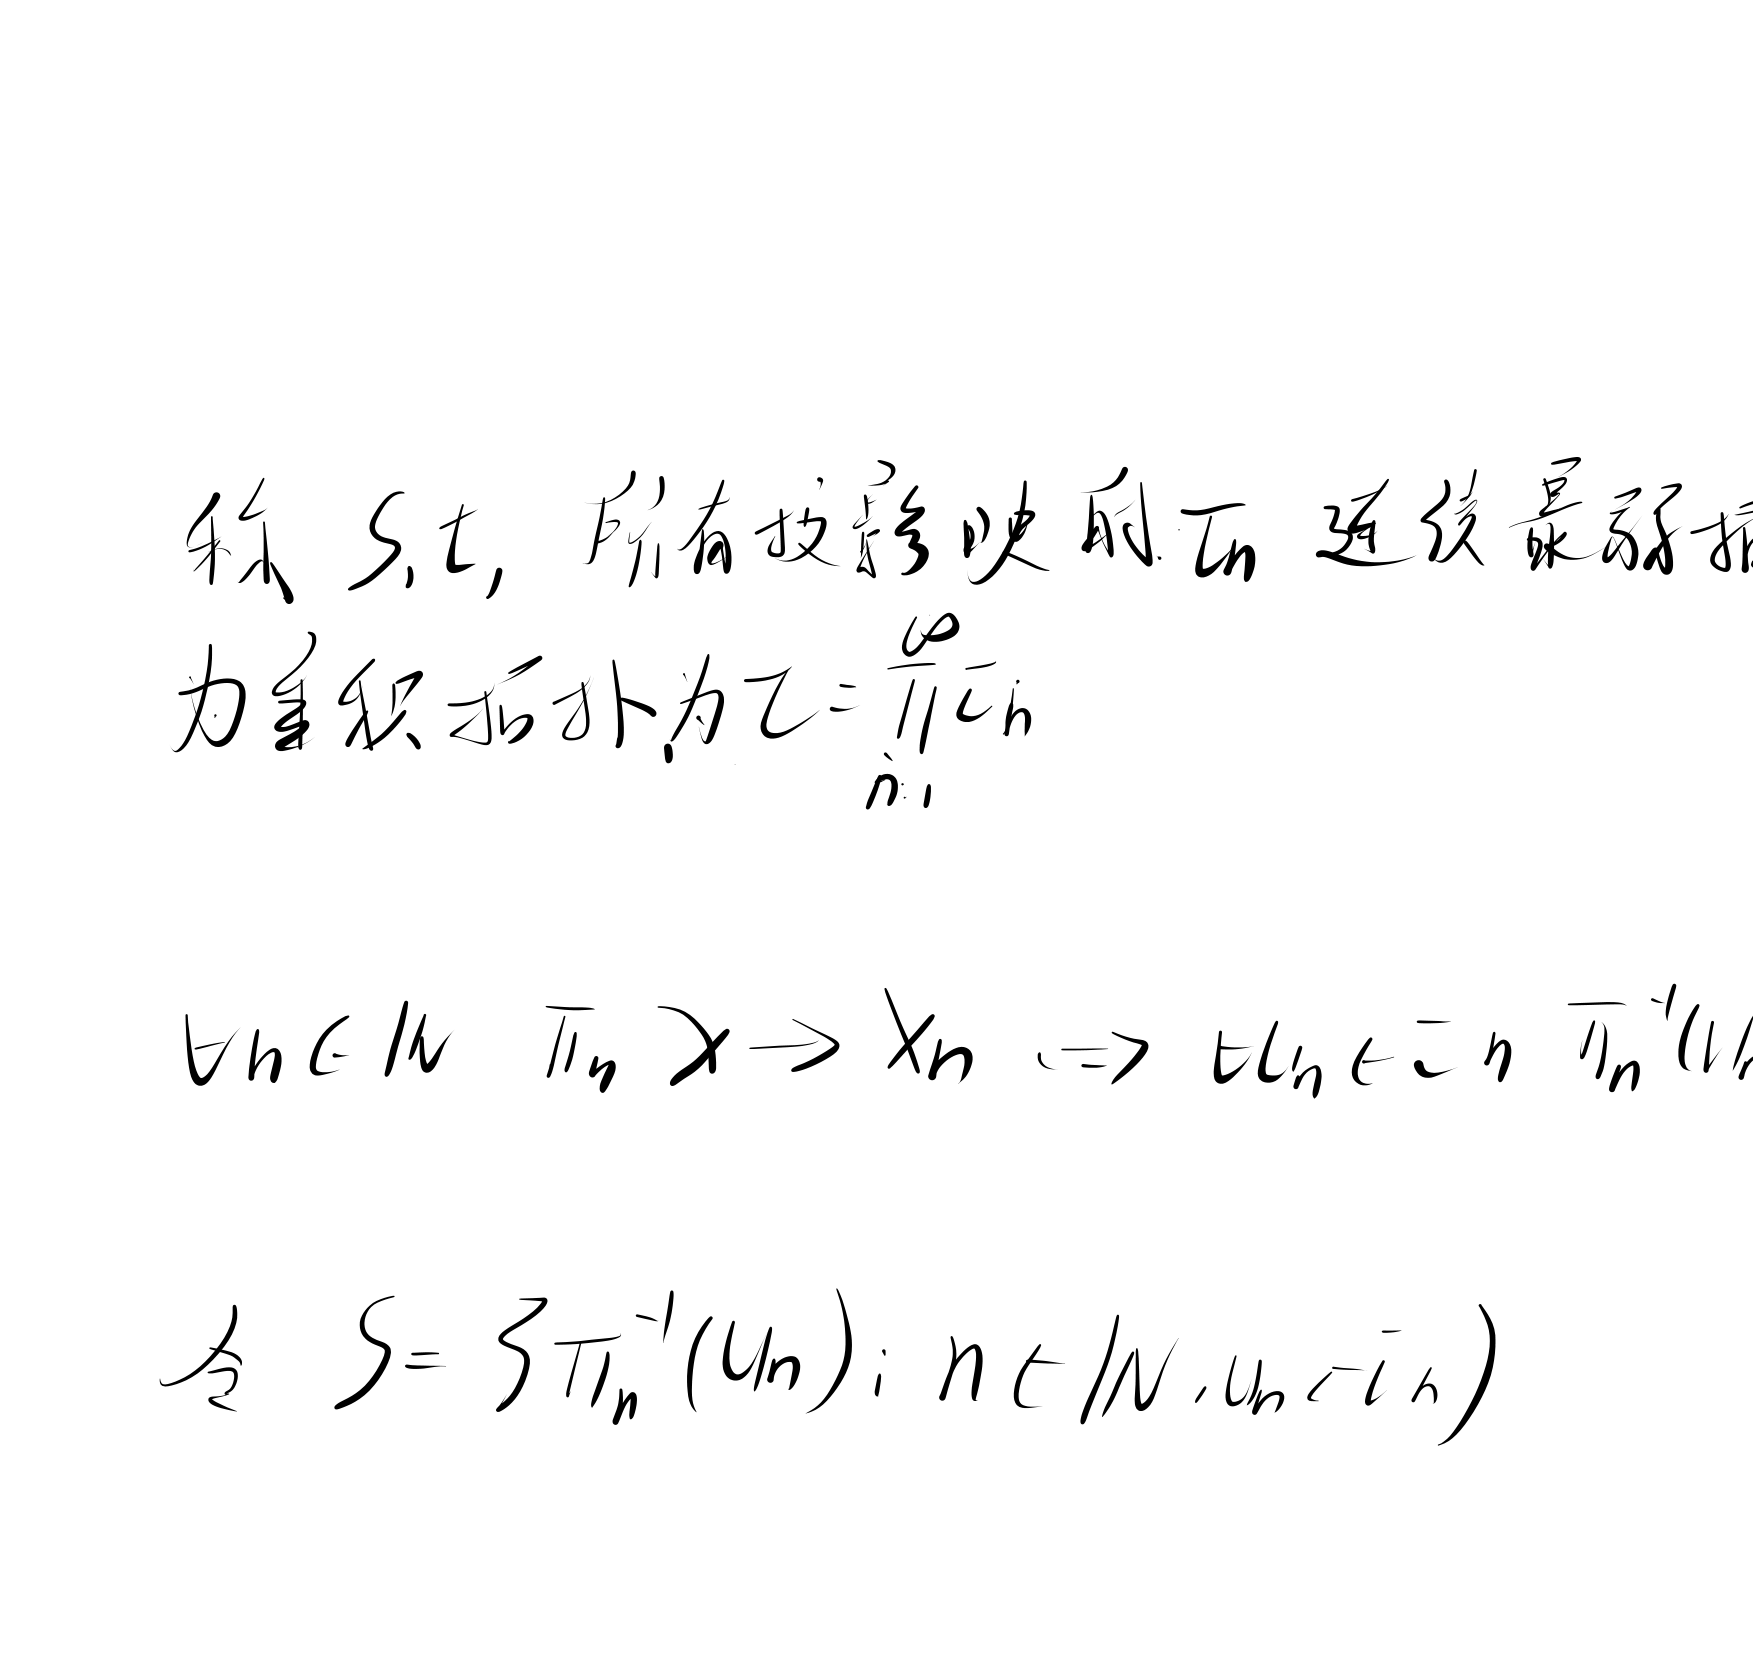 称 S.t, 所有投影映射 πn 连续最弱拓
为乘积拓扑,为 τ = ∏_{n=1}^{∞} τn
∀n∈ℕ πn X → Xn ⇔ ∀Un∈τn πn⁻¹(Un
令 S = {πn⁻¹(Un); n∈ℕ, Un∈τn}